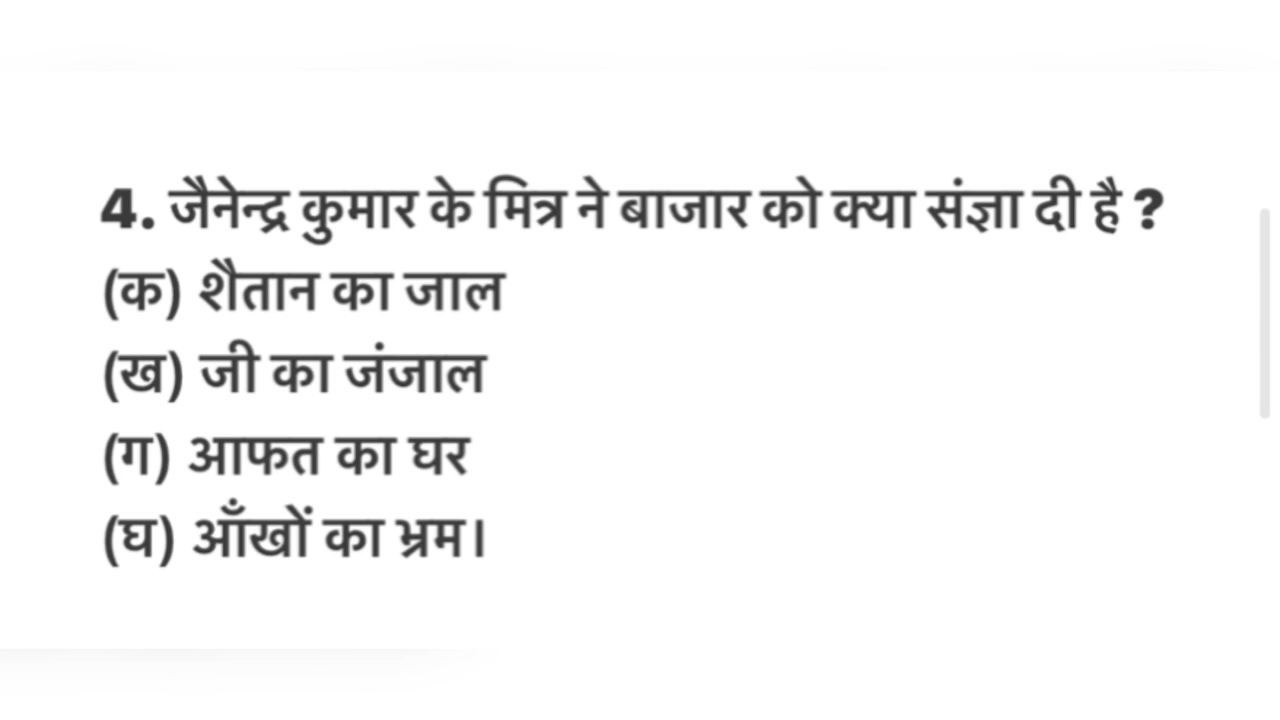 4. जैनेन्द्र कुमार के मित्र ने बाजार को क्या संज्ञा दी है ?
(क) शैतान का जाल
(ख) जी का जंजाल
(ग) आफत का घर
(घ) आँखों का भ्रम।